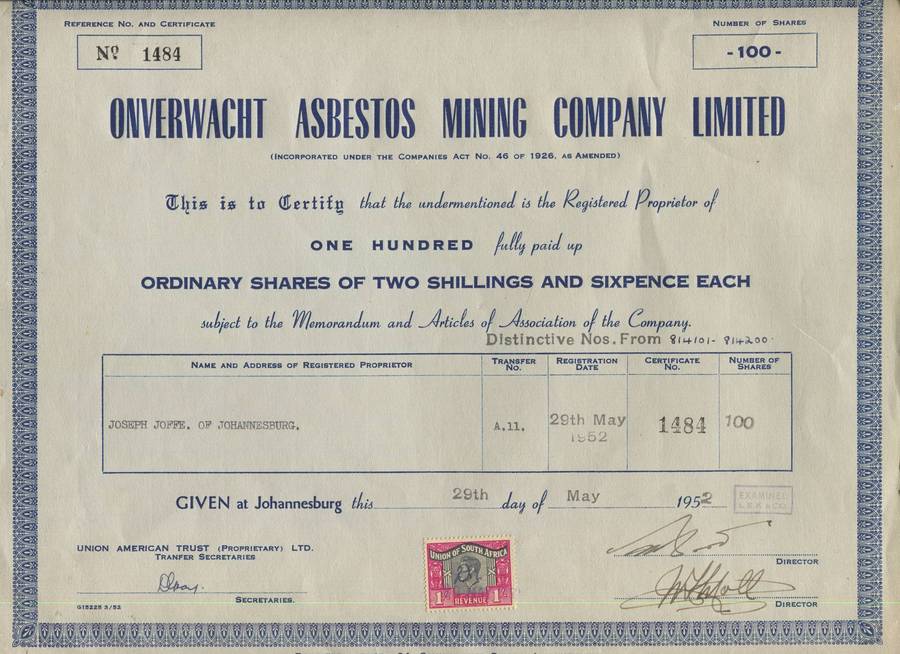 REFERENCE NO. AND CERTIFICATE
NUMBER OF SHARES
Nº 1484
-100-
ONVERWACHT ASBESTOS MINING COMPANY LIMITED
(INCORPORATED UNDER THE COMPANIES ACT NO. 46 OF 1926, AS AMENDED)
This is to Certify that the undermentioned is the Registered Proprietor of
ONE HUNDRED fully paid up
ORDINARY SHARES OF TWO SHILLINGS AND SIXPENCE EACH
subject to the Memorandum and Articles of Association of the Company.
Distinctive Nos. From 814101-814200
NAME AND ADDRESS OF REGISTERED PROPRIETOR
TRANSFER NO.
REGISTRATION DATE
CERTIFICATE NO.
NUMBER OF SHARES
JOSEPH JOFFE. OF JOHANNESBURG.
A.11.
29th May 1952
1484
100
GIVEN at Johannesburg this 29th day of May 1952
EXAMINED
UNION AMERICAN TRUST (PROPRIETARY) LTD.
TRANFER SECRETARIES
SECRETARIES.
G15225 3/52
UNION OF SOUTH AFRICA
REVENUE
DIRECTOR
DIRECTOR